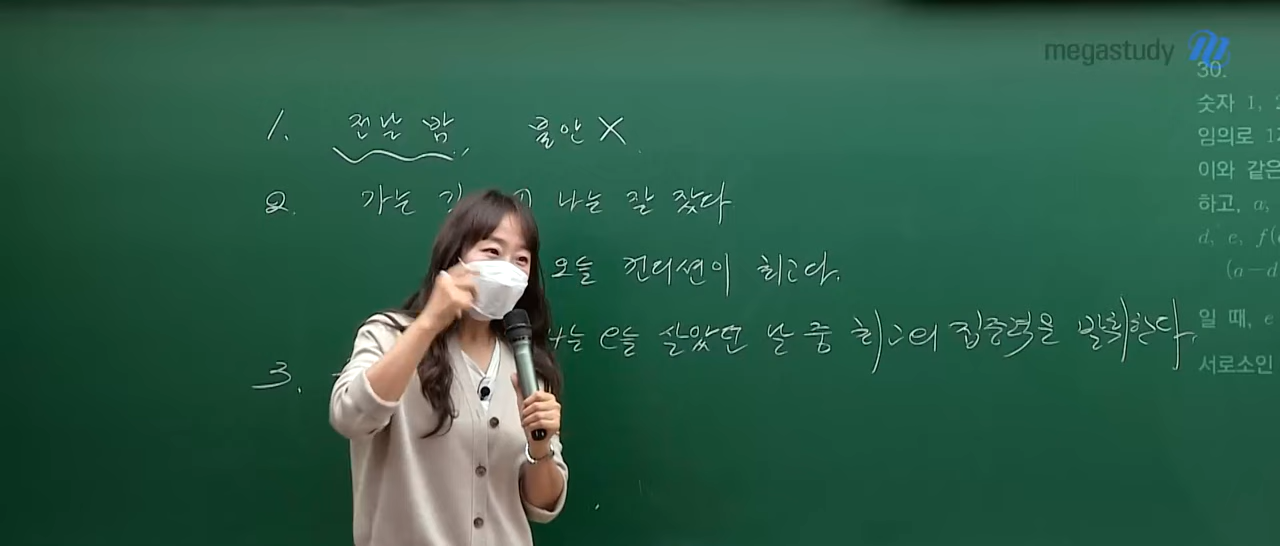 megastudy
1. 전날 밤, 불안 X
2. 가는 길 ① 나는 잘 잤다
오늘 컨디션이 최고다.
나는 오늘 살았던 날 중 최고의 집중력을 발휘한다.
3.
30.
숫자 1,
임의로 12
이와 같은
하고, a,
d, e, f(
(a-d
일 때,
서로소인